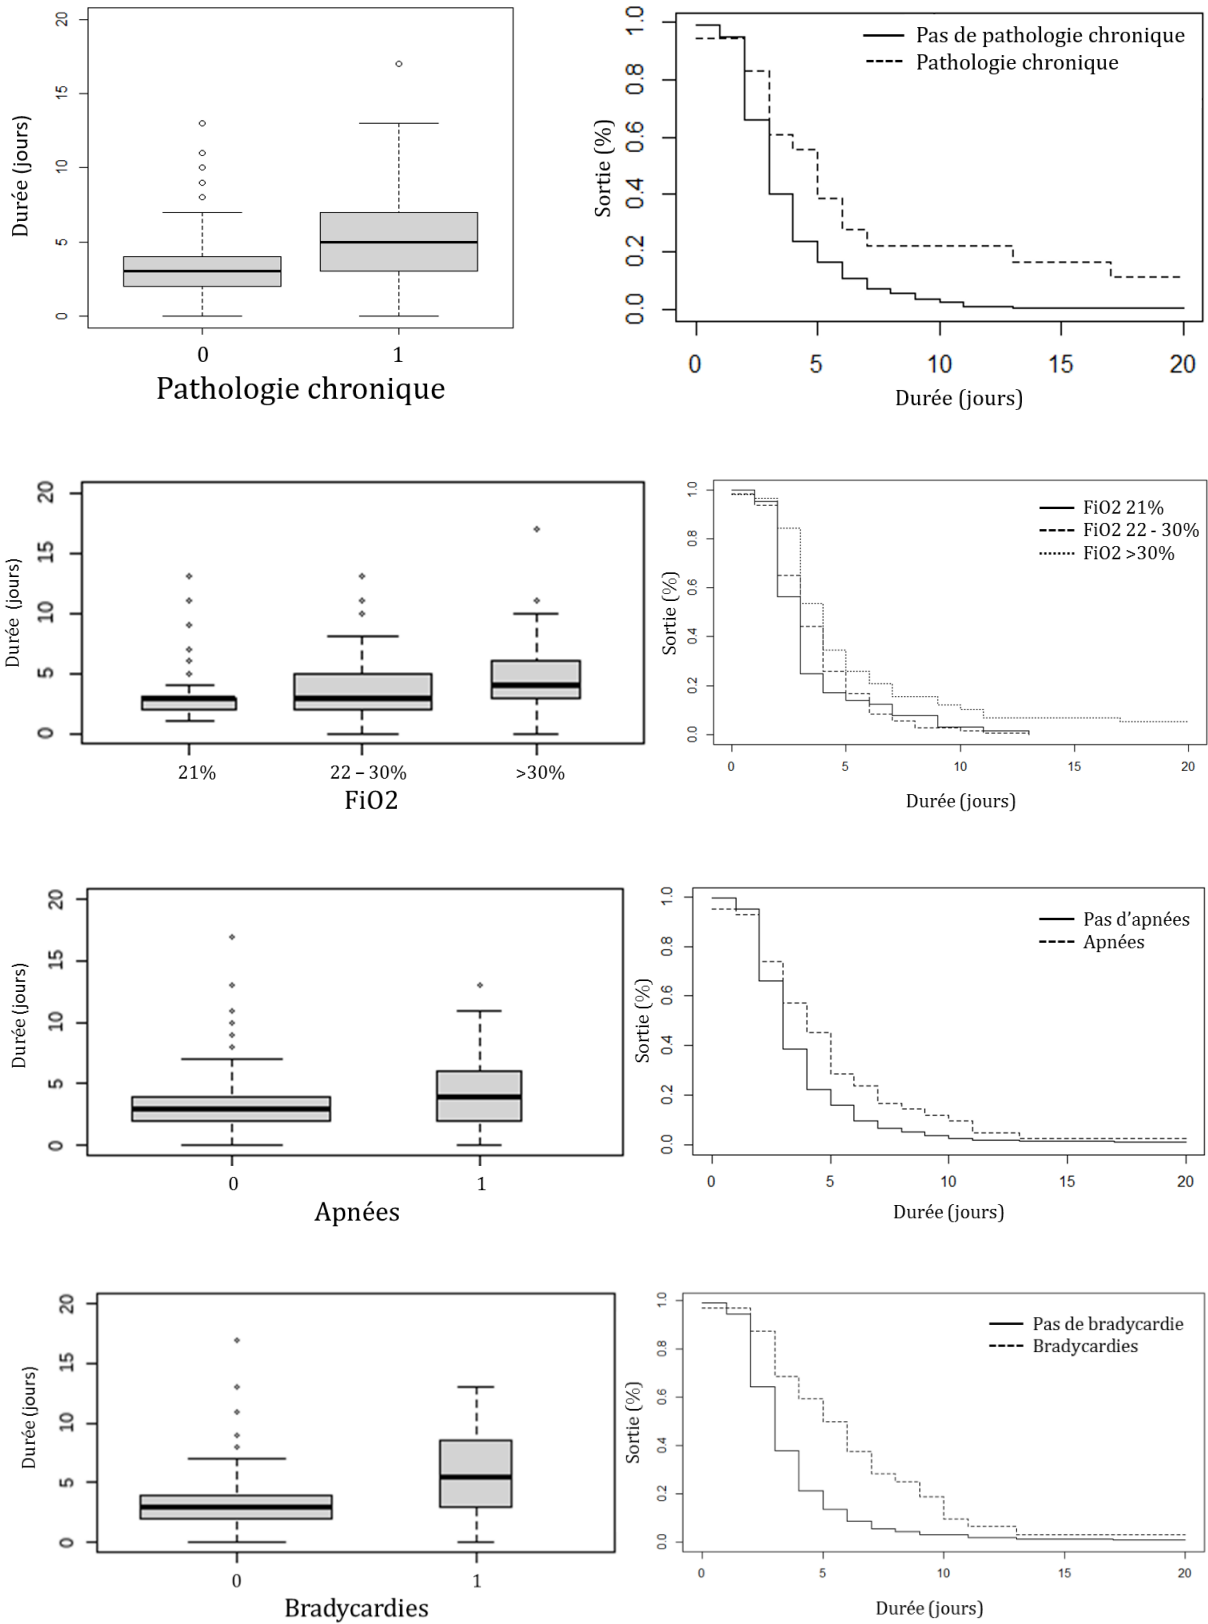 20
15
10
5
0
Durée (jours)
0 1
Pathologie chronique
1.0
0.8
0.6
0.4
0.2
0.0
Sortie (%)
Pas de pathologie chronique
Pathologie chronique
0 5 10 15 20
Durée (jours)
20
15
10
5
0
Durée (jours)
21% 22 – 30% >30%
FiO2
1.0
0.8
0.6
0.4
0.2
0.0
Sortie (%)
FiO2 21%
FiO2 22 - 30%
FiO2 >30%
0 5 10 15 20
Durée (jours)
20
15
10
5
0
Durée (jours)
0 1
Apnées
1.0
0.8
0.6
0.4
0.2
0.0
Sortie (%)
Pas d'apnées
Apnées
0 5 10 15 20
Durée (jours)
20
15
10
5
0
Durée (jours)
0 1
Bradycardies
1.0
0.8
0.6
0.4
0.2
0.0
Sortie (%)
Pas de bradycardie
Bradycardies
0 5 10 15 20
Durée (jours)